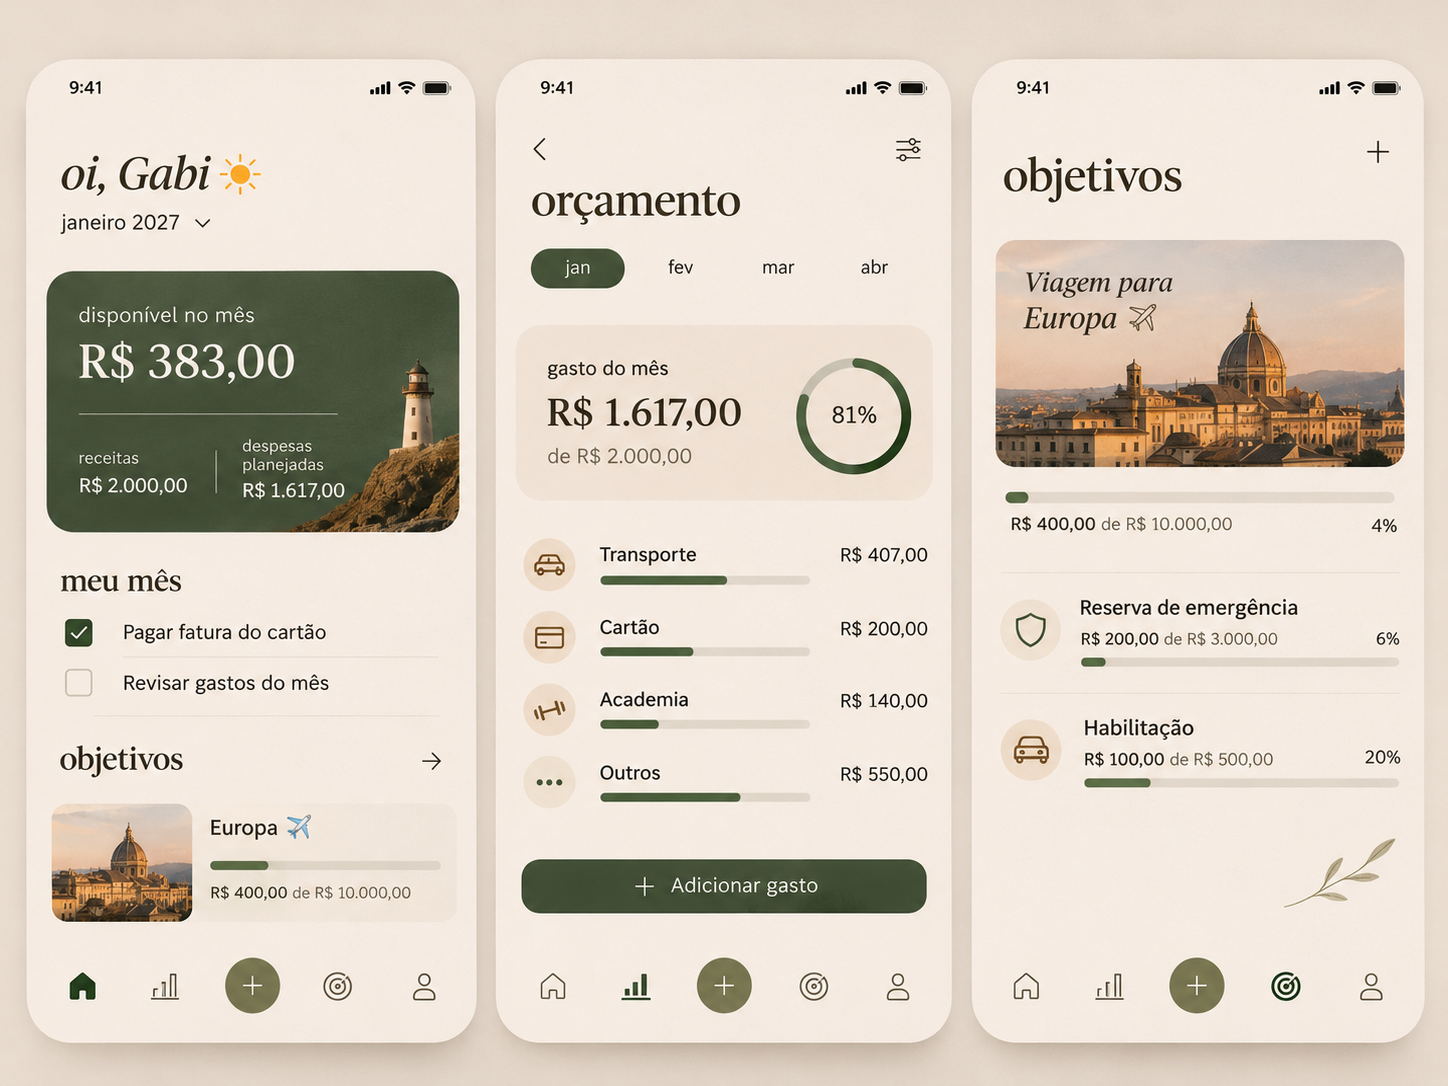 9:41
oi, Gabi
janeiro 2027
disponível no mês
R$ 383,00
receitas
R$ 2.000,00
despesas
planejadas
R$ 1.617,00
meu mês
Pagar fatura do cartão
Revisar gastos do mês
objetivos
Europa ✈️
R$ 400,00 de R$ 10.000,00
9:41
orçamento
jan fev mar abr
gasto do mês
R$ 1.617,00
de R$ 2.000,00
81%
Transporte R$ 407,00
Cartão R$ 200,00
Academia R$ 140,00
Outros R$ 550,00
+ Adicionar gasto
9:41
objetivos
Viagem para
Europa
R$ 400,00 de R$ 10.000,00 4%
Reserva de emergência
R$ 200,00 de R$ 3.000,00 6%
Habilitação
R$ 100,00 de R$ 500,00 20%